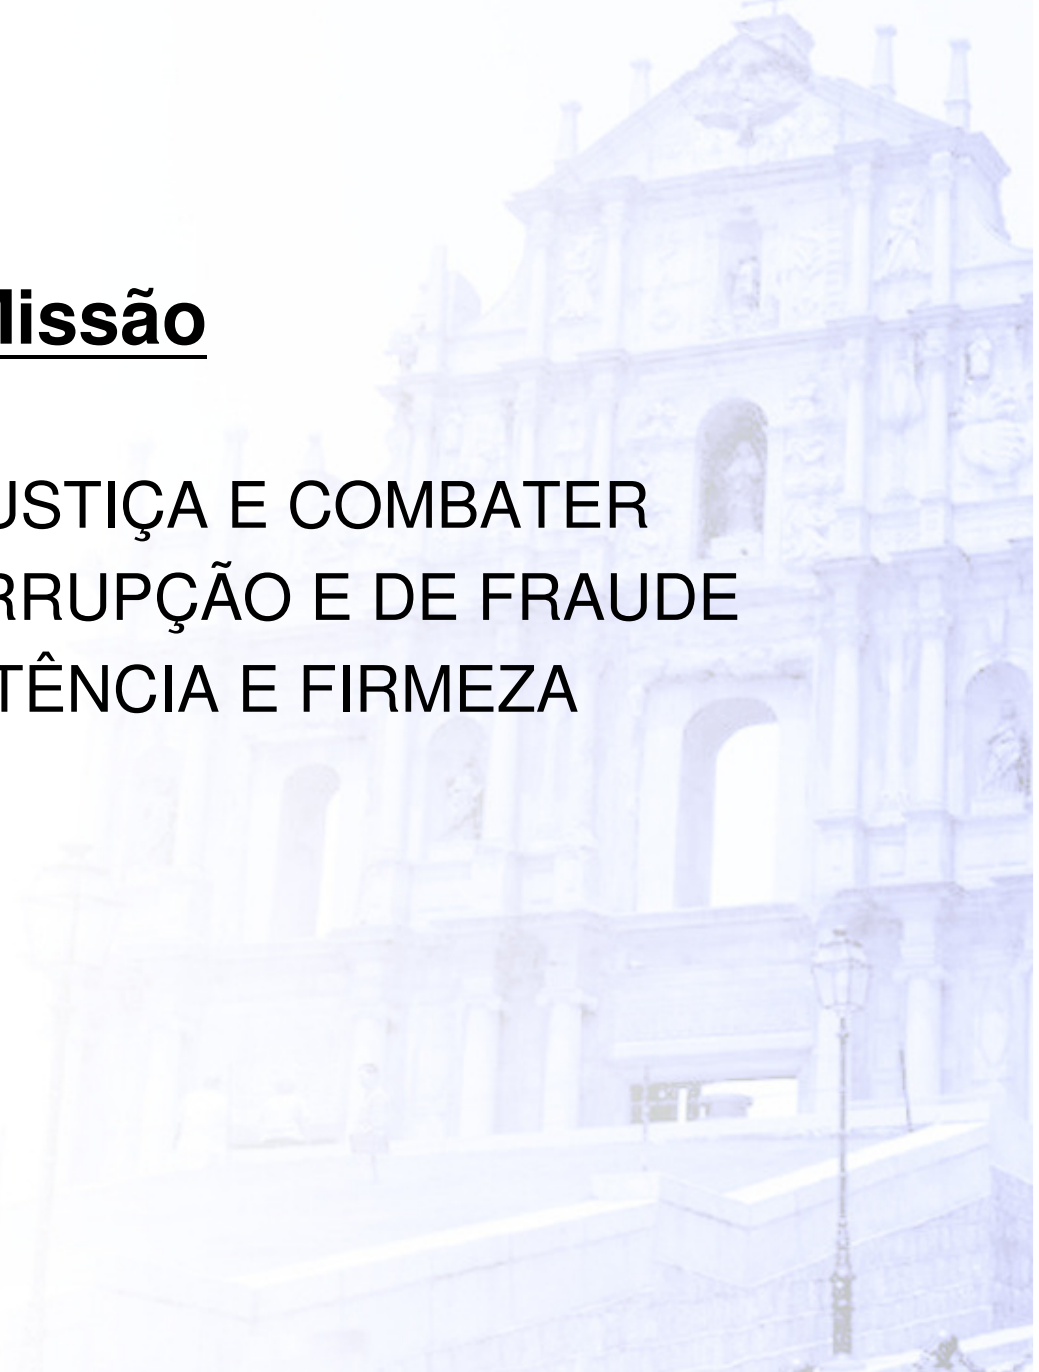 lissão
USTIÇA E COMBATER
RRUPÇÃO E DE FRAUDE
TÊNCIA E FIRMEZA